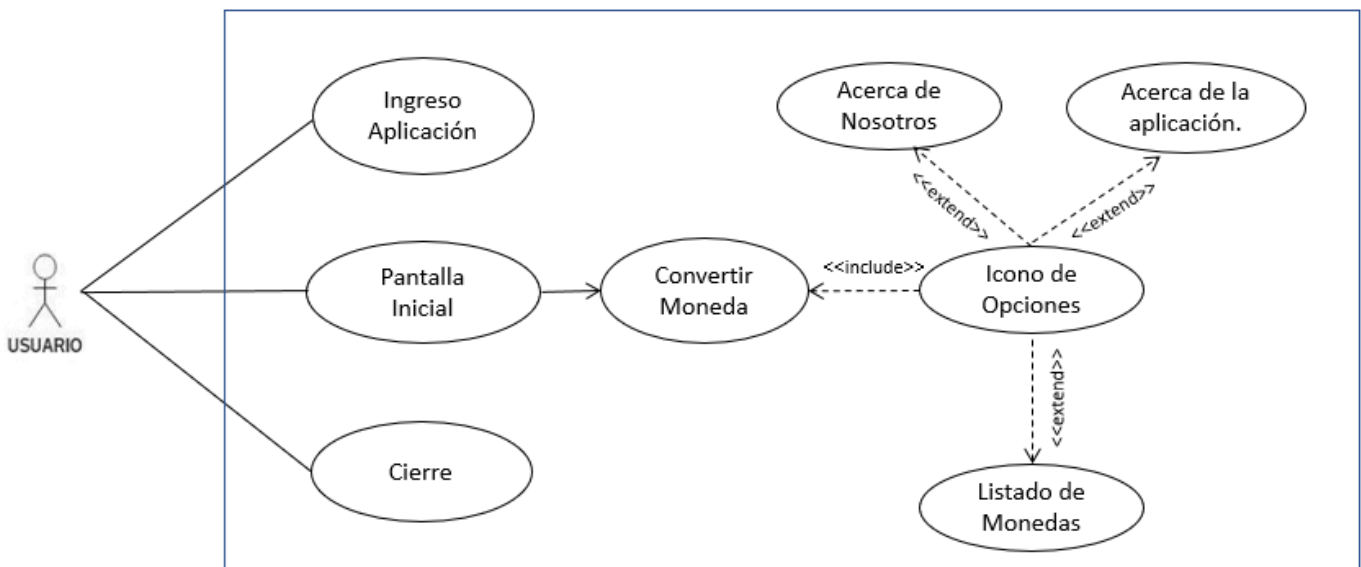 Ingreso
Aplicación
Acerca de
Nosotros
Acerca de la
aplicación.
<<extend>>
<<extend>>
USUARIO
Pantalla
Inicial
Convertir
Moneda
<<include>>
Icono de
Opciones
<<extend>>
Cierre
Listado de
Monedas